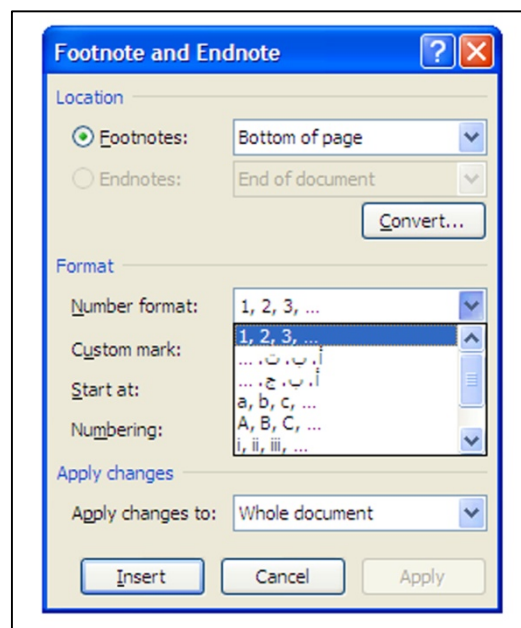 Footnote and Endnote
Location
Footnotes: Bottom of page
Endnotes: End of document
Convert...
Format
Number format: 1, 2, 3, ...
1, 2, 3, ...
أ. ب. ت. ...
Custom mark:
أ. ب. ج. ...
Start at:
a, b, c, ...
A, B, C, ...
Numbering:
i, ii, iii, ...
Apply changes
Apply changes to: Whole document
Insert Cancel Apply